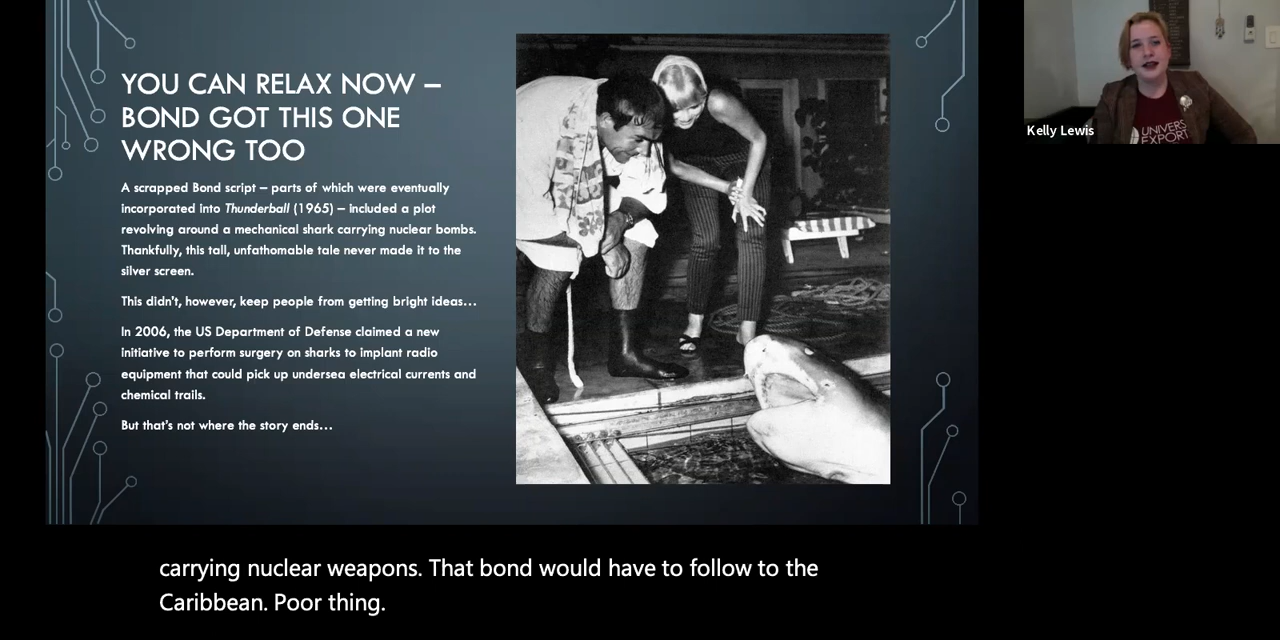 YOU CAN RELAX NOW –
BOND GOT THIS ONE
WRONG TOO
A scrapped Bond script – parts of which were eventually
incorporated into Thunderball (1965) – included a plot
revolving around a mechanical shark carrying nuclear bombs.
Thankfully, this tall, unfathomable tale never made it to the
silver screen.
This didn't, however, keep people from getting bright ideas…
In 2006, the US Department of Defense claimed a new
initiative to perform surgery on sharks to implant radio
equipment that could pick up undersea electrical currents and
chemical trails.
But that's not where the story ends…
Kelly Lewis
UNIVERS
EXPORT
carrying nuclear weapons. That bond would have to follow to the
Caribbean. Poor thing.